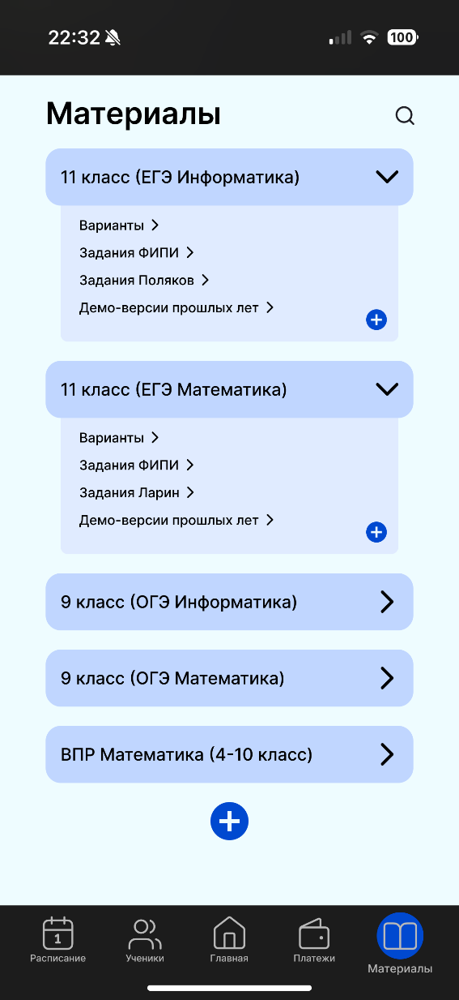 22:32
100
Материалы
11 класс (ЕГЭ Информатика)
Варианты
Задания ФИПИ
Задания Поляков
Демо-версии прошлых лет
11 класс (ЕГЭ Математика)
Варианты
Задания ФИПИ
Задания Ларин
Демо-версии прошлых лет
9 класс (ОГЭ Информатика)
9 класс (ОГЭ Математика)
ВПР Математика (4-10 класс)
1
Расписание
Ученики
Главная
Платежи
Материалы